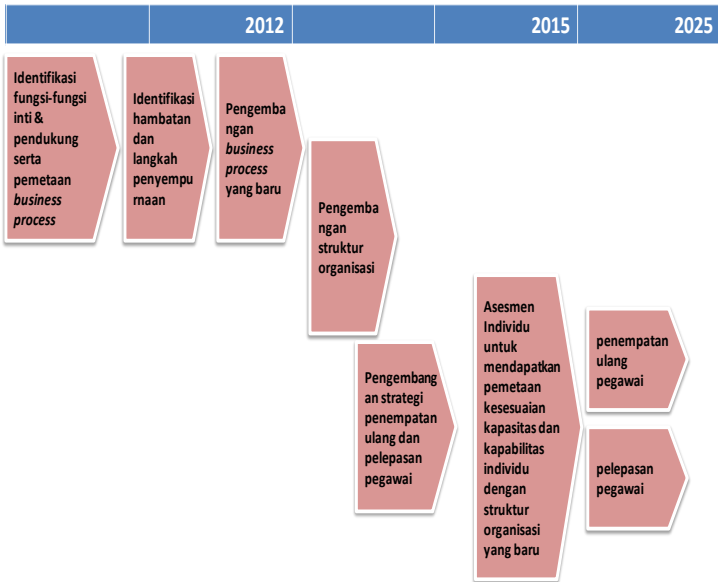 2012
2015
2025
Identifikasi
fungsi-fungsi
inti &
pendukung
serta
pemetaan
business
process
Identifikasi
hambatan
dan
langkah
penyempu
rnaan
Pengemba
ngan
business
process
yang baru
Pengemba
ngan
struktur
organisasi
Pengembang
an strategi
penempatan
ulang dan
pelepasan
pegawai
Asesmen
Individu
untuk
mendapatkan
pemetaan
kesesuaian
kapasitas dan
kapabilitas
individu
dengan
struktur
organisasi
yang baru
penempatan
ulang
pegawai
pelepasan
pegawai